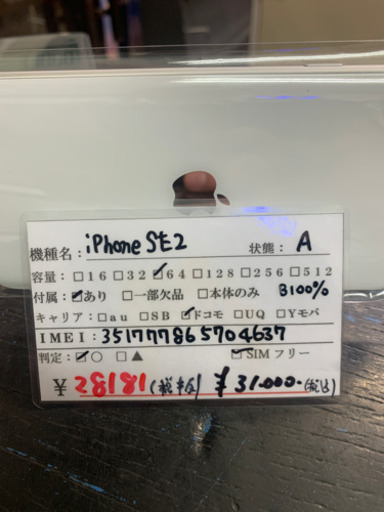 機種名: iPhone SE2 状態: A
容量: □16 □32 ☑64 □128 □256 □512
付属: ☑あり □一部欠品 □本体のみ B100%
キャリア: □au □SB ☑ドコモ □UQ □Yモバ
IMEI: 351777865704637
判定: ☑○ □▲ ☑SIMフリー
¥28181(税抜) ¥31.000.(税込)